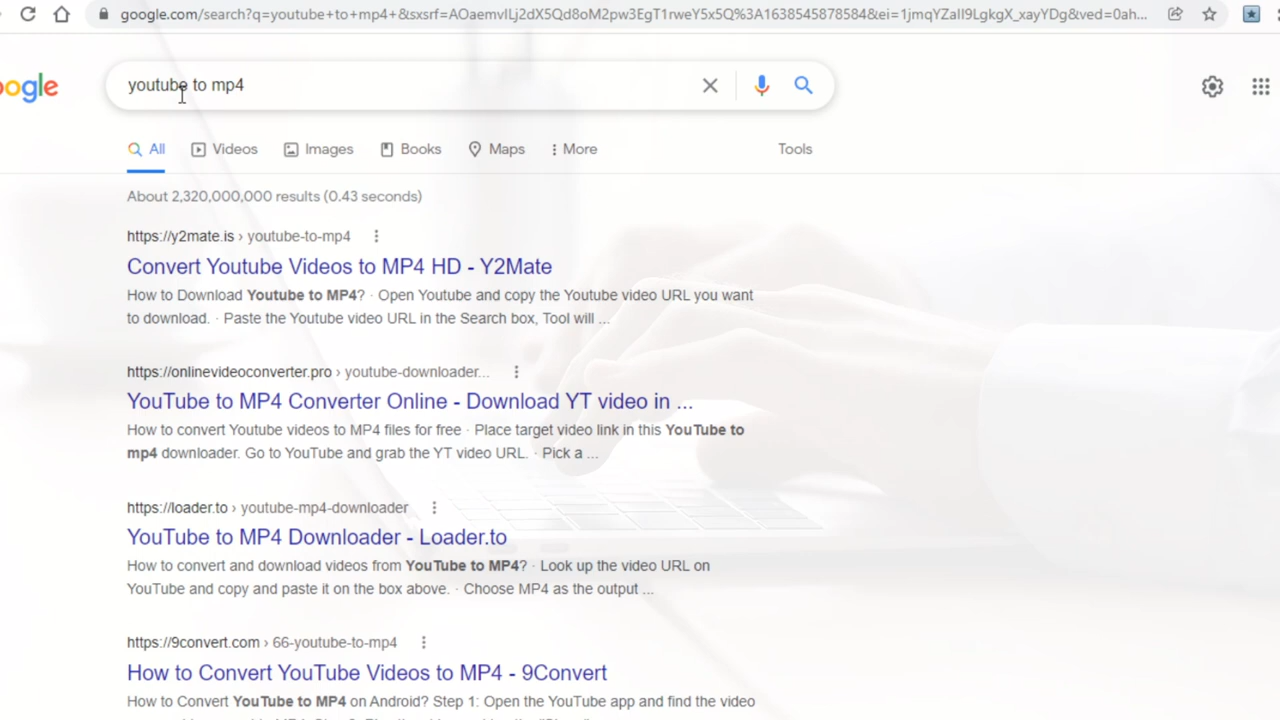 google.com/search?q=youtube+to+mp4+&sxsrf=AOaemvILj2dX5Qd8oM2pw3EgT1rweY5x5Q%3A1638545878584&ei=1jmqYZaII9LgkgX_xayYDg&ved=0ah...
ogle
youtube to mp4
All
Videos
Images
Books
Maps
More
Tools
About 2,320,000,000 results (0.43 seconds)
https://y2mate.is › youtube-to-mp4
Convert Youtube Videos to MP4 HD - Y2Mate
How to Download Youtube to MP4? · Open Youtube and copy the Youtube video URL you want
to download. · Paste the Youtube video URL in the Search box, Tool will ...
https://onlinevideoconverter.pro › youtube-downloader...
YouTube to MP4 Converter Online - Download YT video in ...
How to convert Youtube videos to MP4 files for free · Place target video link in this YouTube to
mp4 downloader. Go to YouTube and grab the YT video URL. · Pick a ...
https://loader.to › youtube-mp4-downloader
YouTube to MP4 Downloader - Loader.to
How to convert and download videos from YouTube to MP4? · Look up the video URL on
YouTube and copy and paste it on the box above. · Choose MP4 as the output ...
https://9convert.com › 66-youtube-to-mp4
How to Convert YouTube Videos to MP4 - 9Convert
How to Convert YouTube to MP4 on Android? Step 1: Open the YouTube app and find the video